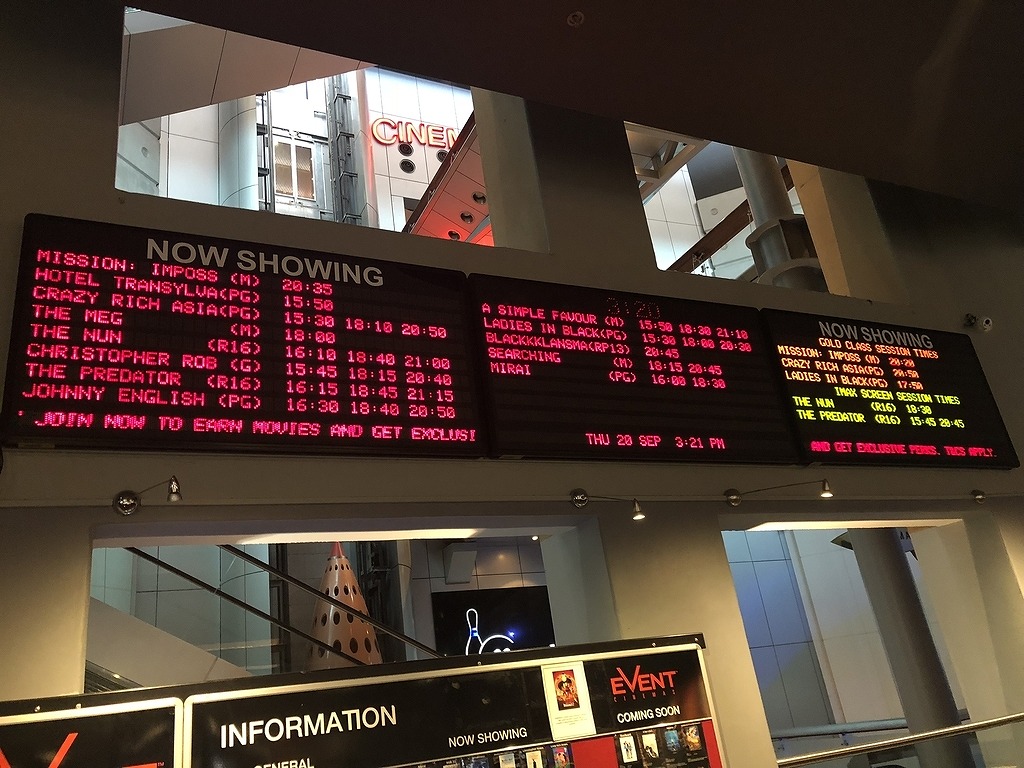 CINEM
NOW SHOWING
MISSION: IMPOSS (M) 20:35
HOTEL TRANSYLVA(PG) 15:50
CRAZY RICH ASIA(PG) 15:30 18:10 20:50
THE MEG (M) 18:00
THE NUN (R16) 16:10 18:40 21:00
CHRISTOPHER ROB (G) 15:45 18:15 20:40
THE PREDATOR (R16) 16:15 18:45 21:15
JOHNNY ENGLISH (PG) 16:30 18:40 20:50
JOIN NOW TO EARN MOVIES AND GET EXCLUSI
A SIMPLE FAVOUR (M) 15:50 18:30 21:10
LADIES IN BLACK(PG) 15:30 18:00 20:30
BLACKKKLANSMA(RP13) 20:45
SEARCHING (M) 18:15 20:45
MIRAI (PG) 16:00 18:30
THU 20 SEP 3:21 PM
NOW SHOWING
GOLD CLASS SESSION TIMES
MISSION: IMPOSS (M) 20:20
CRAZY RICH ASIA(PG) 20:50
LADIES IN BLACK(PG) 17:50
IMAX SCREEN SESSION TIMES
THE NUN (R16) 18:30
THE PREDATOR (R16) 15:45 20:45
AND GET EXCLUSIVE PERKS. T&CS APPLY.
INFORMATION
GENERAL
NOW SHOWING
EVENT
CINEMAS
COMING SOON